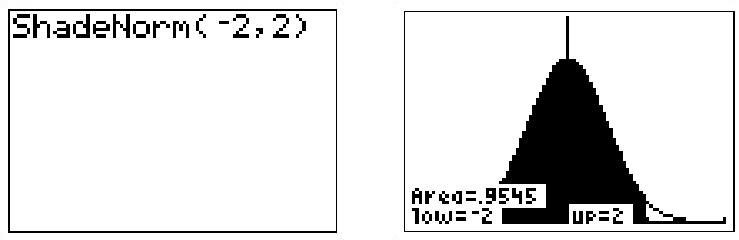 ShadeNorm(-2,2)
Area=.9545
low=-2 up=2